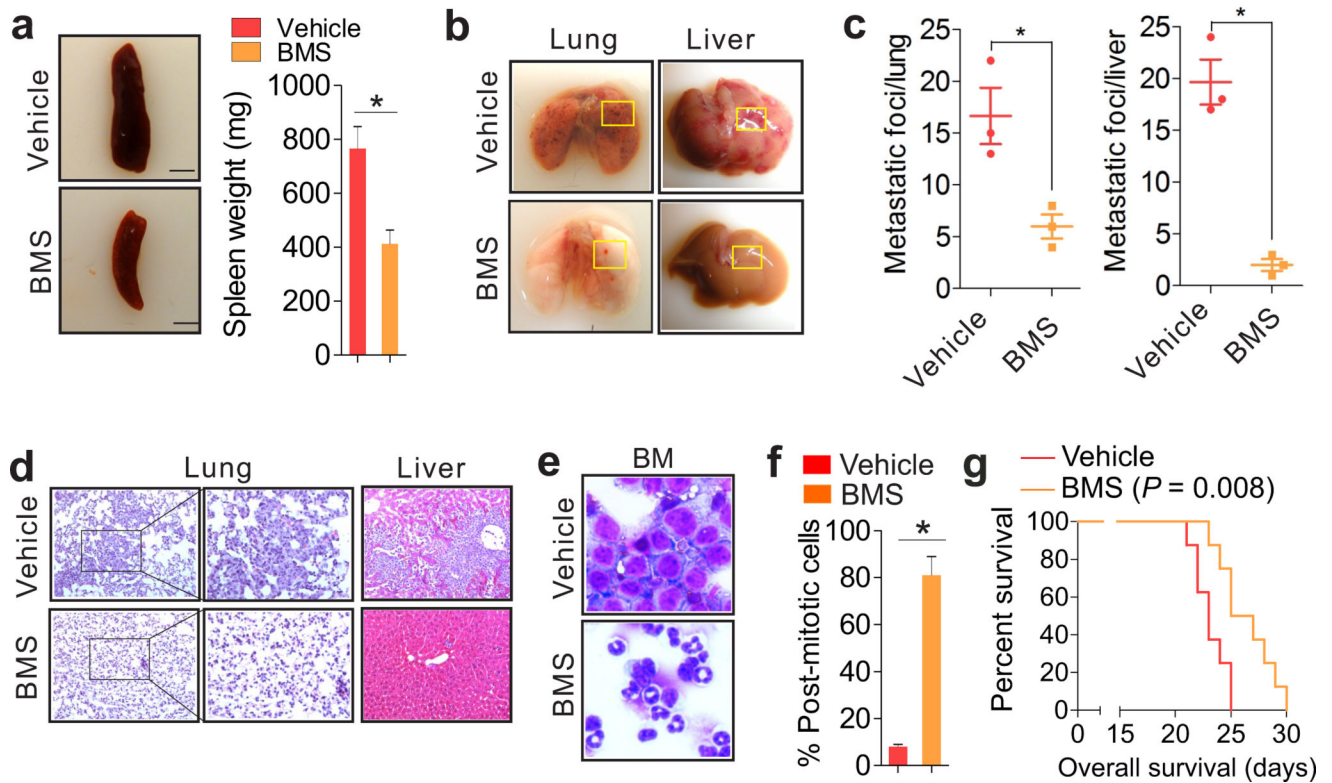 a
Vehicle
BMS
Vehicle
BMS
Spleen weight (mg)
1000
800
600
400
200
0
*
b
Lung
Liver
Vehicle
BMS
c
Metastatic foci/lung
25
20
15
10
5
0
*
Vehicle
BMS
Metastatic foci/liver
25
20
15
10
5
0
*
Vehicle
BMS
d
Lung
Liver
Vehicle
BMS
e
BM
Vehicle
BMS
f
Vehicle
BMS
% Post-mitotic cells
100
80
60
40
20
0
*
g
Vehicle
BMS (P = 0.008)
Percent survival
100
80
60
40
20
0
0 15 20 25 30
Overall survival (days)